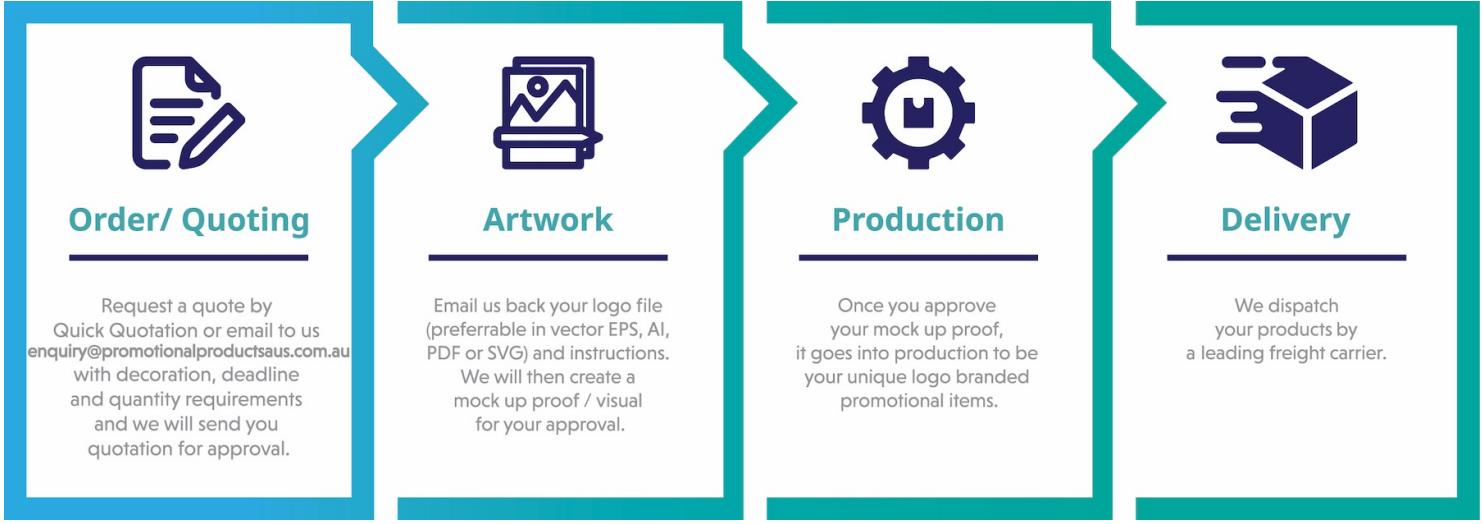 Order/ Quoting
Request a quote by
Quick Quotation or email to us
enquiry@promotionalproductsaus.com.au
with decoration, deadline
and quantity requirements
and we will send you
quotation for approval.
Artwork
Email us back your logo file
(preferrable in vector EPS, AI,
PDF or SVG) and instructions.
We will then create a
mock up proof / visual
for your approval.
Production
Once you approve
your mock up proof,
it goes into production to be
your unique logo branded
promotional items.
Delivery
We dispatch
your products by
a leading freight carrier.